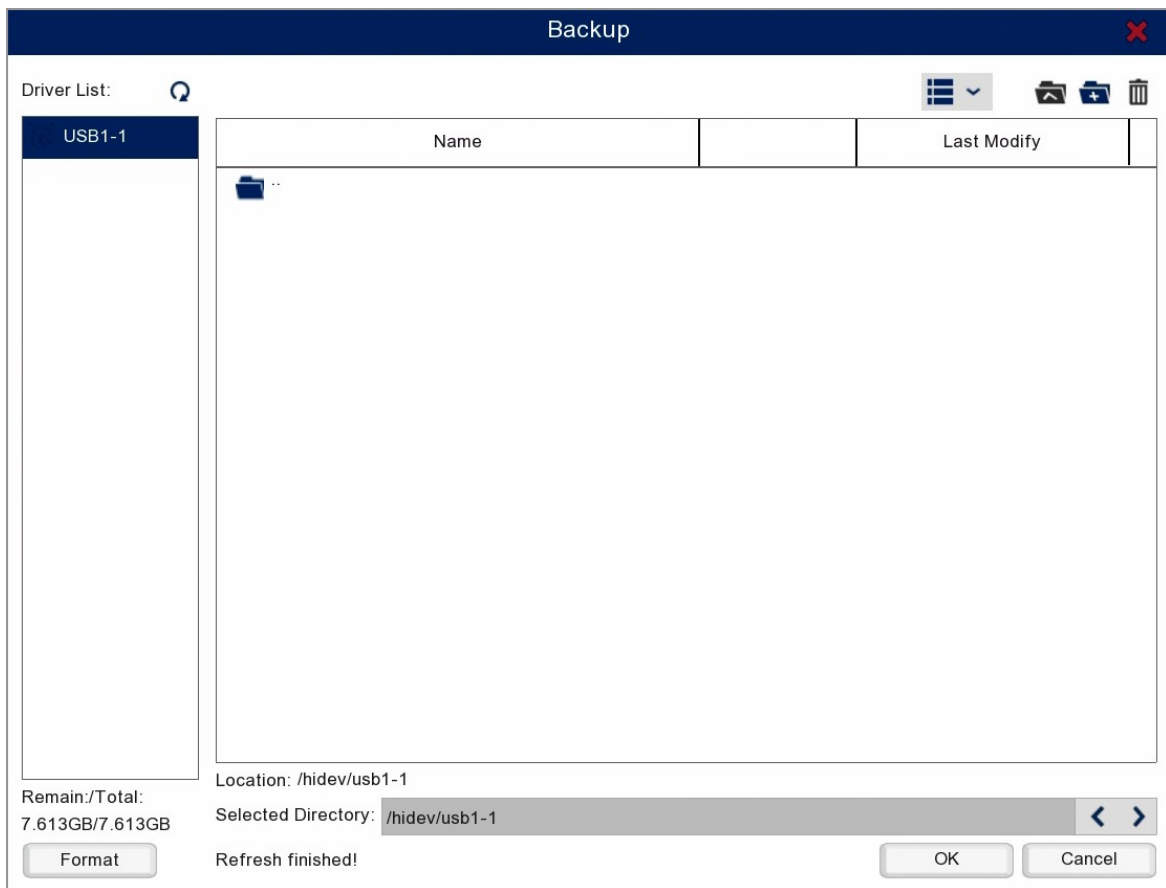 Backup
Driver List:
USB1-1
Name
Last Modify
..
Location: /hidev/usb1-1
Remain:/Total:
7.613GB/7.613GB
Selected Directory: /hidev/usb1-1
Format
Refresh finished!
OK
Cancel